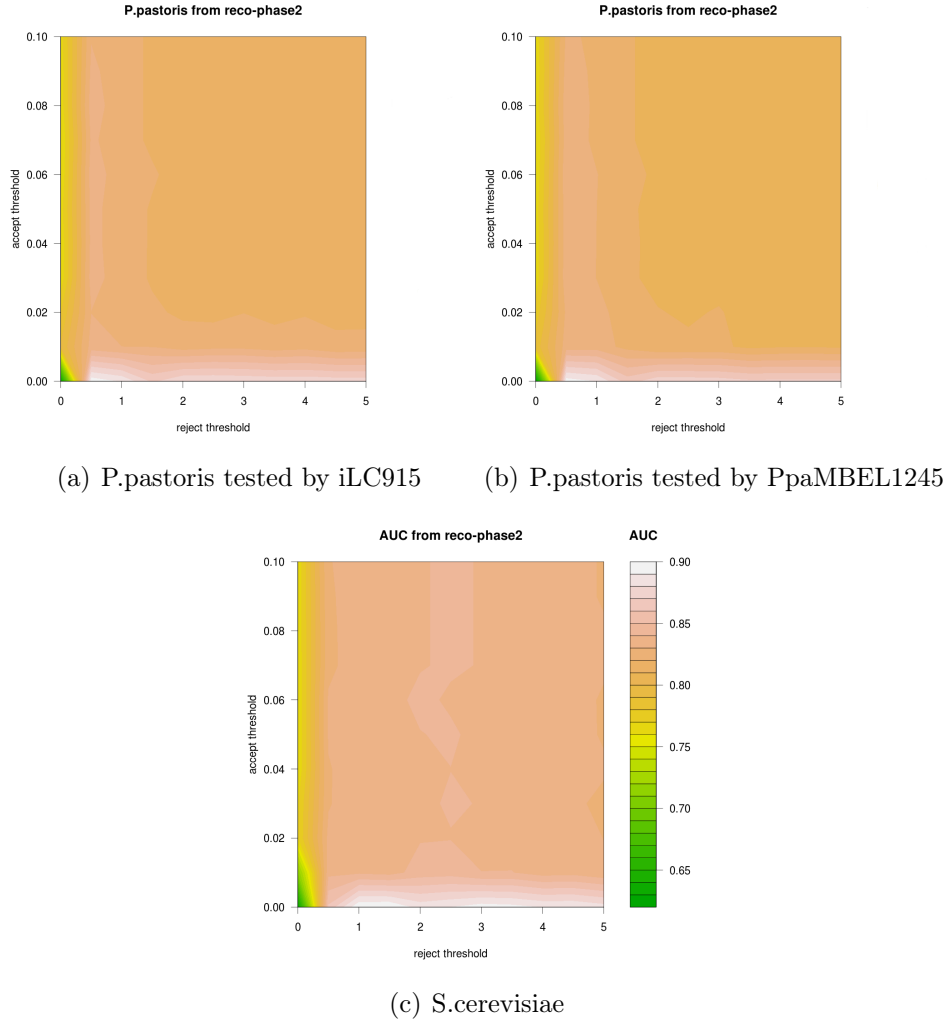 P.pastoris from reco-phase2
0.10
0.08
0.06
0.04
0.02
0.00
accept threshold
0 1 2 3 4 5
reject threshold
P.pastoris from reco-phase2
0.10
0.08
0.06
0.04
0.02
0.00
accept threshold
0 1 2 3 4 5
reject threshold
(a) P.pastoris tested by iLC915
(b) P.pastoris tested by PpaMBEL1245
AUC from reco-phase2
0.10
0.08
0.06
0.04
0.02
0.00
accept threshold
0 1 2 3 4 5
reject threshold
AUC
0.90
0.85
0.80
0.75
0.70
0.65
(c) S.cerevisiae